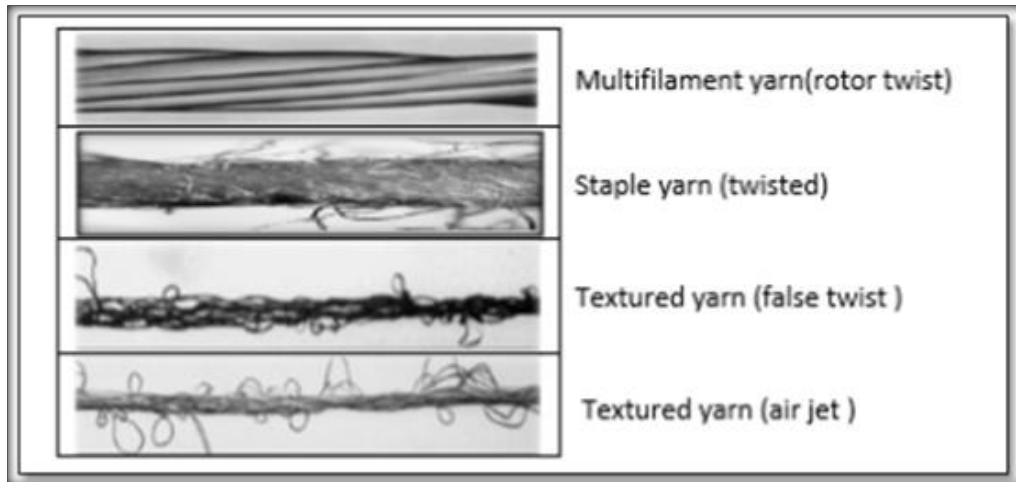 Multifilament yarn(rotor twist)
Staple yarn (twisted)
Textured yarn (false twist )
Textured yarn (air jet )